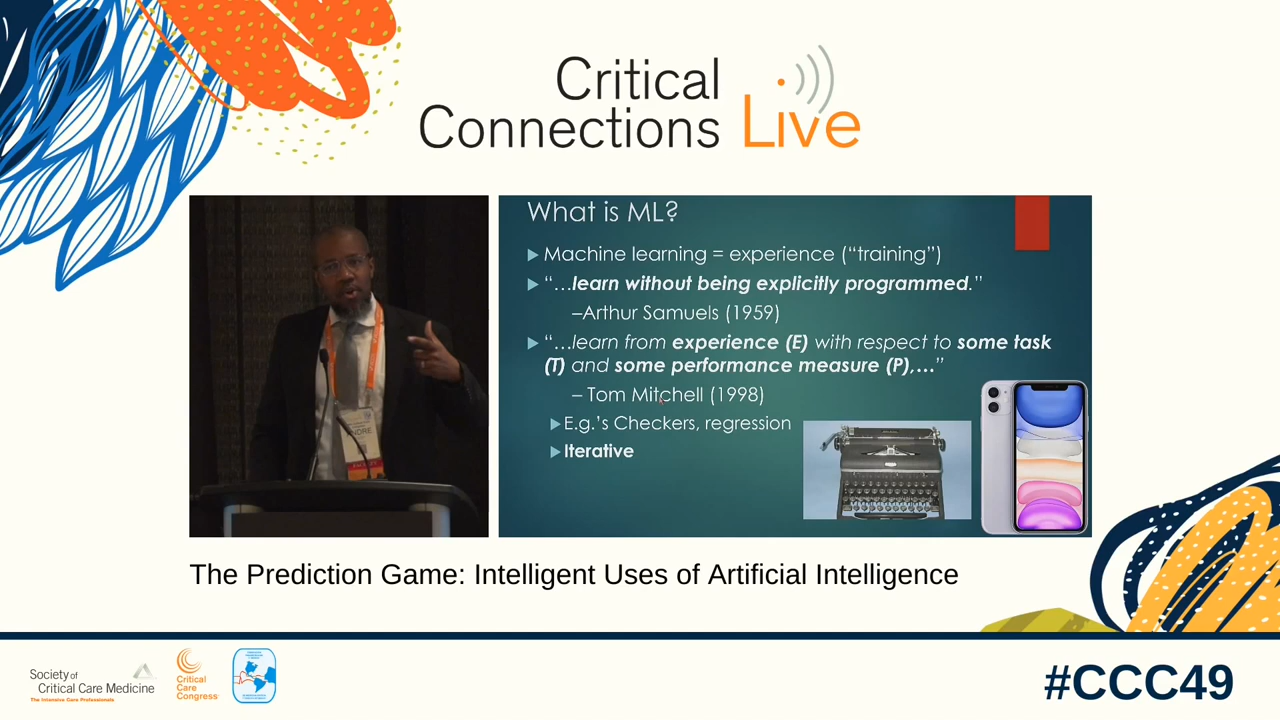 Critical
Connections Live
What is ML?
Machine learning = experience (“training”)
“…learn without being explicitly programmed.”
–Arthur Samuels (1959)
“…learn from experience (E) with respect to some task
(T) and some performance measure (P),…”
– Tom Mitchell (1998)
E.g.’s Checkers, regression
Iterative
The Prediction Game: Intelligent Uses of Artificial Intelligence
Society of
Critical Care Medicine
The Intensive Care Professionals
Critical
Care
Congress
#CCC49